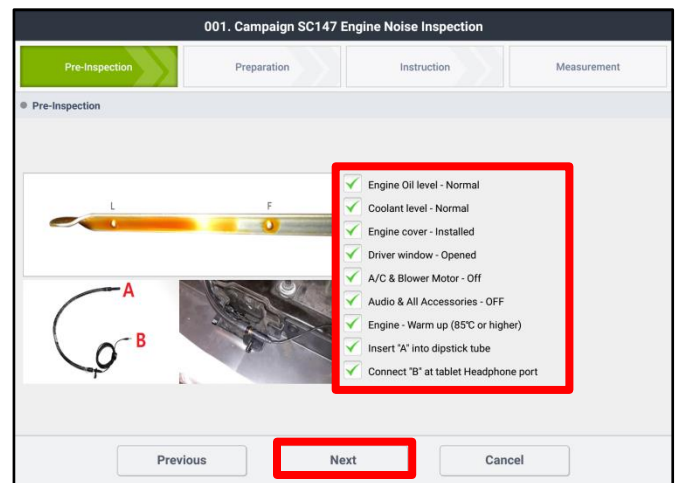 001. Campaign SC147 Engine Noise Inspection
Pre-Inspection
Preparation
Instruction
Measurement
Pre-Inspection
L
F
A
B
Engine Oil level - Normal
Coolant level - Normal
Engine cover - Installed
Driver window - Opened
A/C & Blower Motor - Off
Audio & All Accessories - OFF
Engine - Warm up (85℃ or higher)
Insert "A" into dipstick tube
Connect "B" at tablet Headphone port
Previous
Next
Cancel